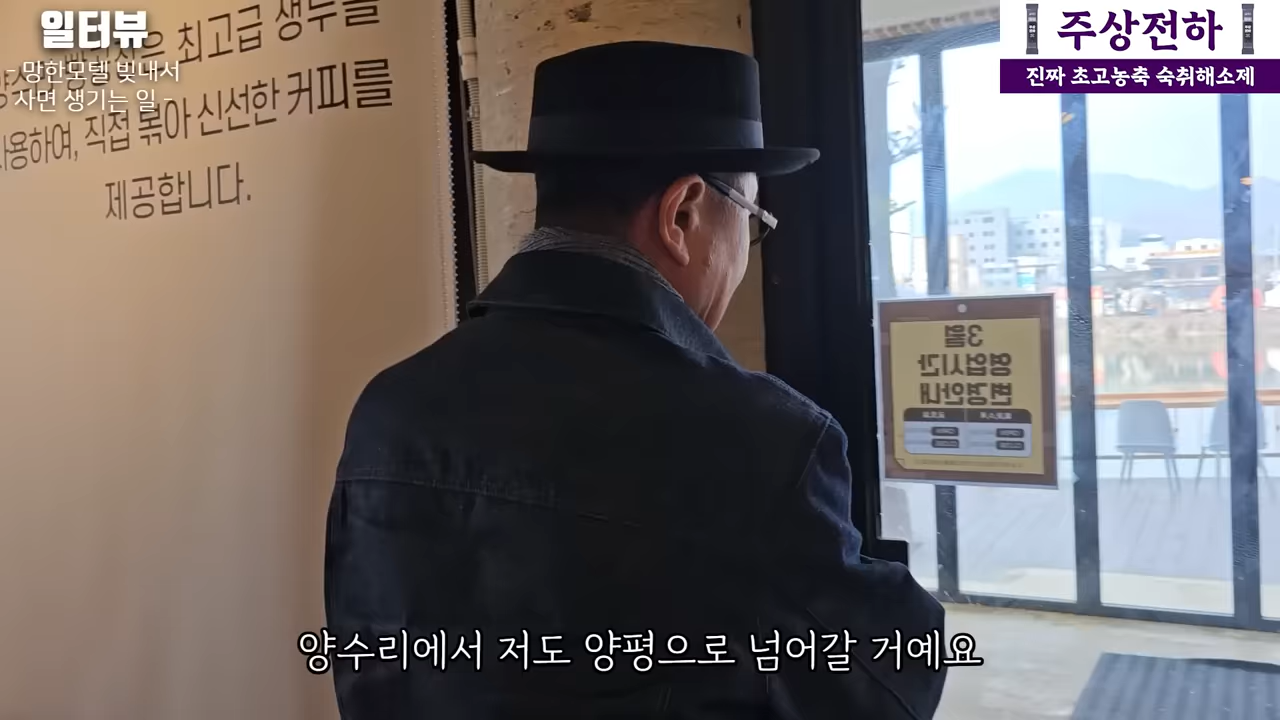 일터뷰
- 망한모텔 빚내서
사면 생기는 일 -
최고급 생두를
사용하여, 직접 볶아 신선한 커피를
제공합니다.
주상전하
진짜 초고농축 숙취해소제
3월
영업시간
변경안내
양수리에서 저도 양평으로 넘어갈 거예요